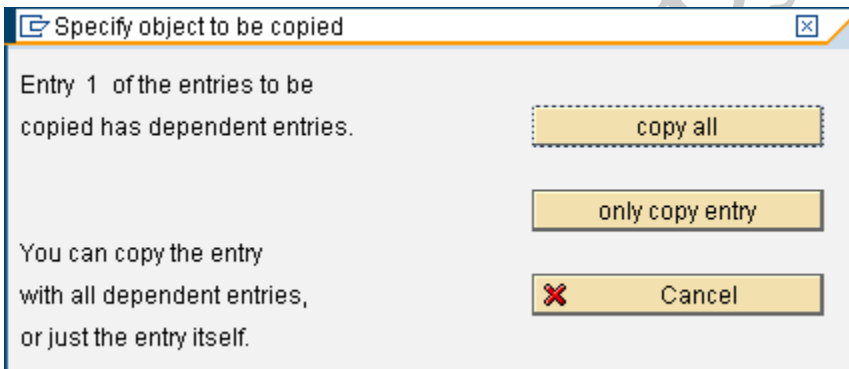 Specify object to be copied
Entry 1 of the entries to be
copied has dependent entries.
copy all
only copy entry
You can copy the entry
with all dependent entries,
or just the entry itself.
Cancel